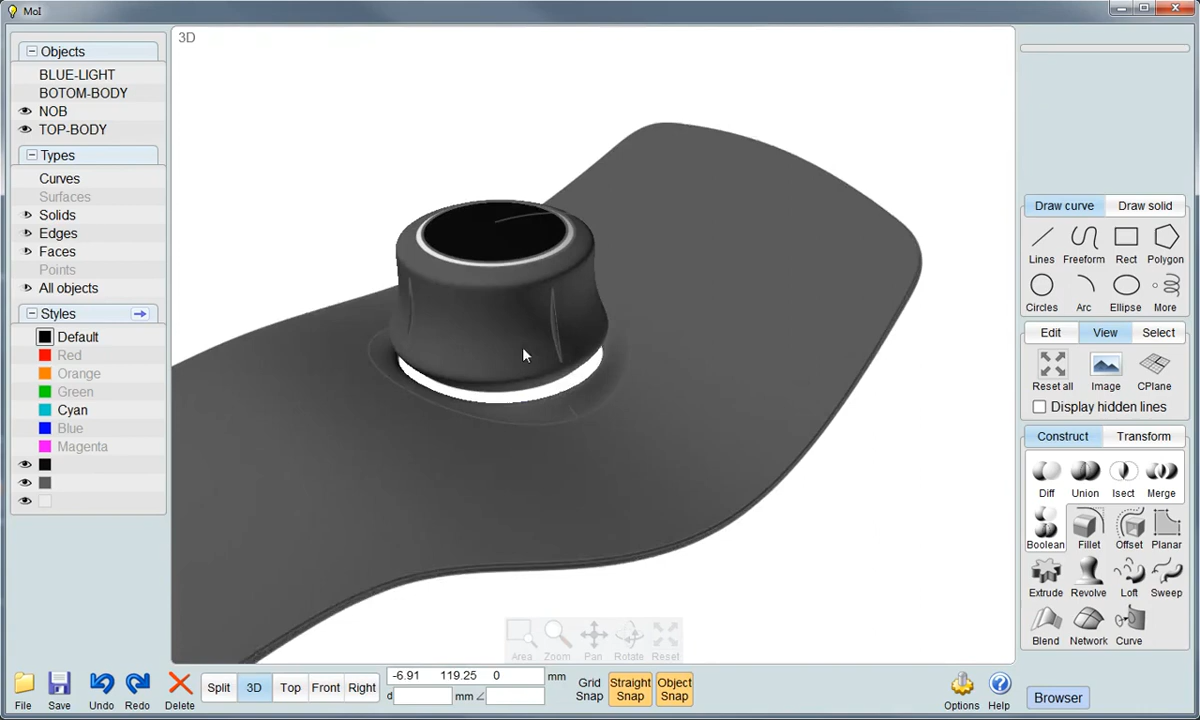 MoI
Objects
BLUE-LIGHT
BOTOM-BODY
NOB
TOP-BODY
Types
Curves
Surfaces
Solids
Edges
Faces
Points
All objects
Styles
Default
Red
Orange
Green
Cyan
Blue
Magenta
3D
Area Zoom Pan Rotate Reset
Draw curve Draw solid
Lines Freeform Rect Polygon
Circles Arc Ellipse More
Edit View Select
Reset all Image CPlane
Display hidden lines
Construct Transform
Diff Union Isect Merge
Boolean Fillet Offset Planar
Extrude Revolve Loft Sweep
Blend Network Curve
File Save Undo Redo Delete
Split 3D Top Front Right
-6.91 119.25 0 mm
d mm ∠
Grid Snap
Straight Snap
Object Snap
Options Help
Browser